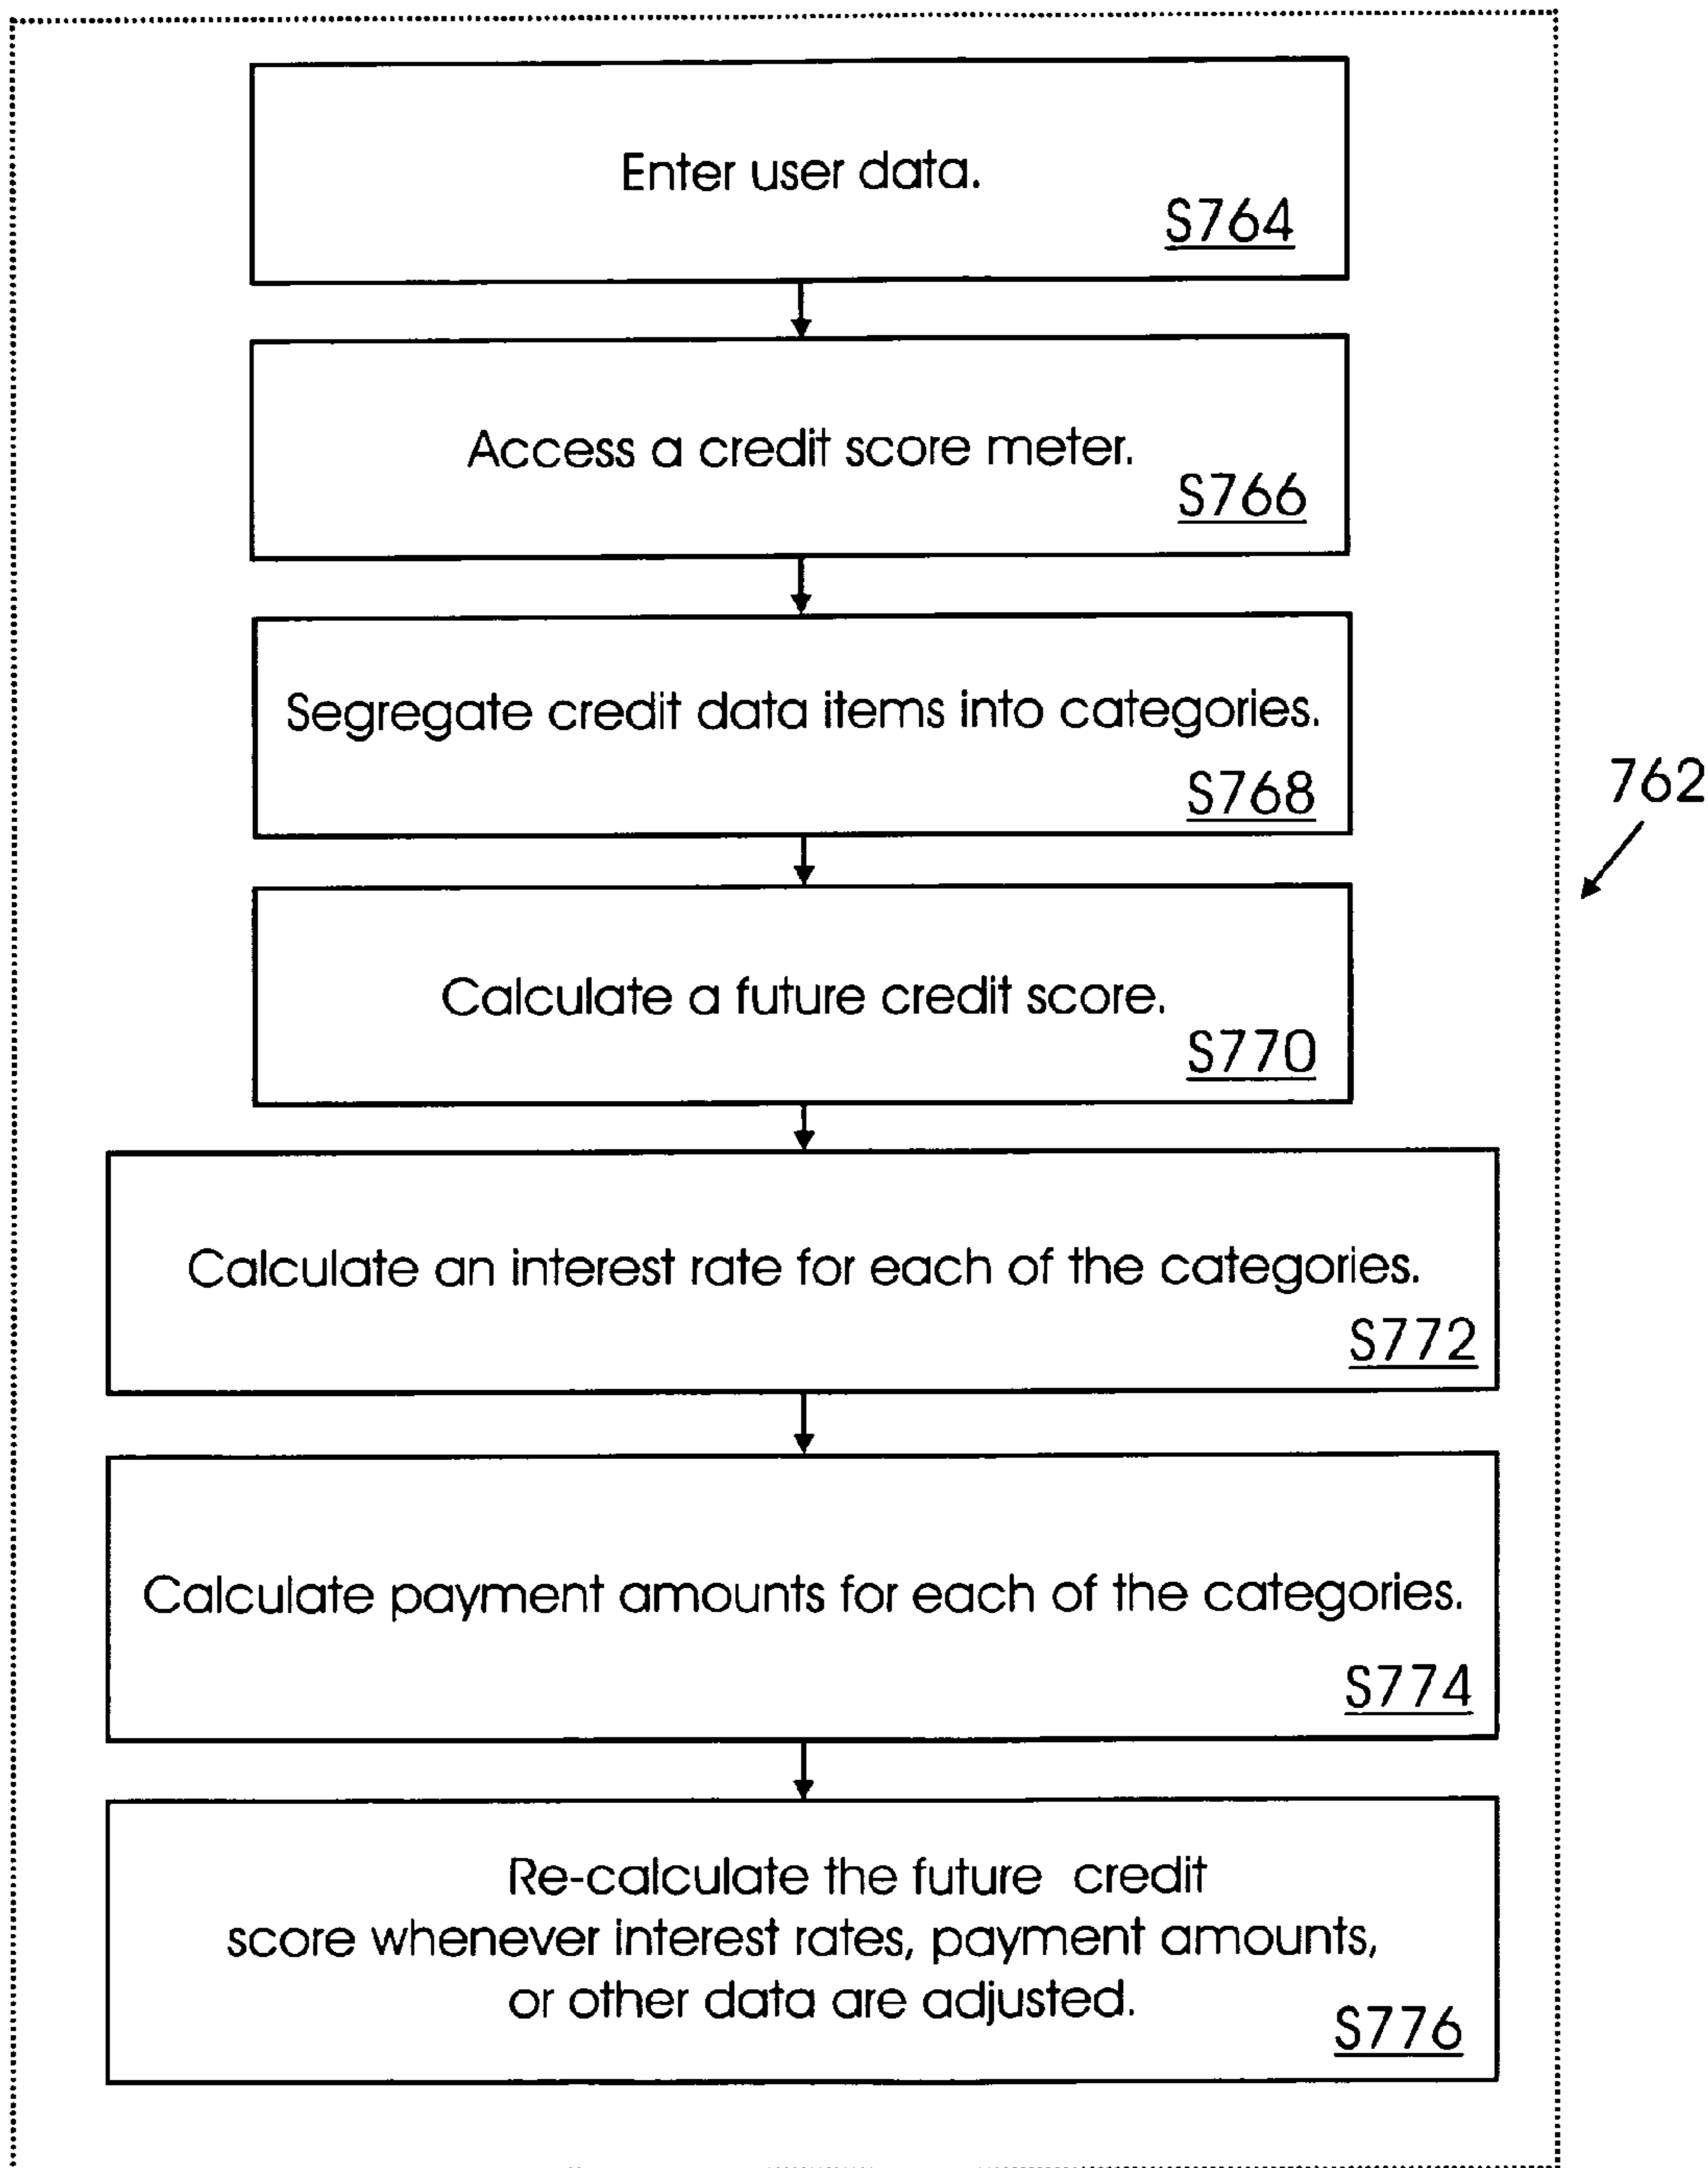 Enter user data.
S764
Access a credit score meter.
S766
Segregate credit data items into categories.
S768
762
Calculate a future credit score.
S770
Calculate an interest rate for each of the categories.
S772
Calculate payment amounts for each of the categories.
S774
Re-calculate the future credit
score whenever interest rates, payment amounts,
or other data are adjusted.
S776